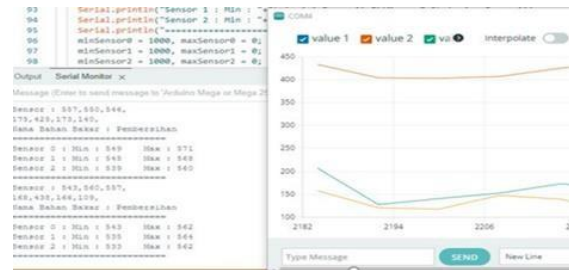 93 Serial.println("Sensor 1 : Min : "+
94 Serial.println("Sensor 2 : Min : "+
95 Serial.println("=====================
96 minSensor0 = 1000, maxSensor0 = 0;
97 minSensor1 = 1000, maxSensor1 = 0;
98 minSensor2 = 1000, maxSensor2 = 0;
Output Serial Monitor ×
Message (Enter to send message to 'Arduino Mega or Mega 25
Sensor : 557,550,544,
173,425,173,140,
Nama Bahan Bakar : Pembersihan
==========================
Sensor 0 : Min : 549 Max : 571
Sensor 1 : Min : 545 Max : 568
Sensor 2 : Min : 539 Max : 560
==========================
Sensor : 543,560,557,
168,438,166,109,
Nama Bahan Bakar : Pembersihan
==========================
Sensor 0 : Min : 543 Max : 562
Sensor 1 : Min : 535 Max : 564
Sensor 2 : Min : 533 Max : 562
==========================
value 1 value 2 va Interpolate
450
400
350
300
250
200
150
100
2182 2194 2206 2
Type Message SEND New Line